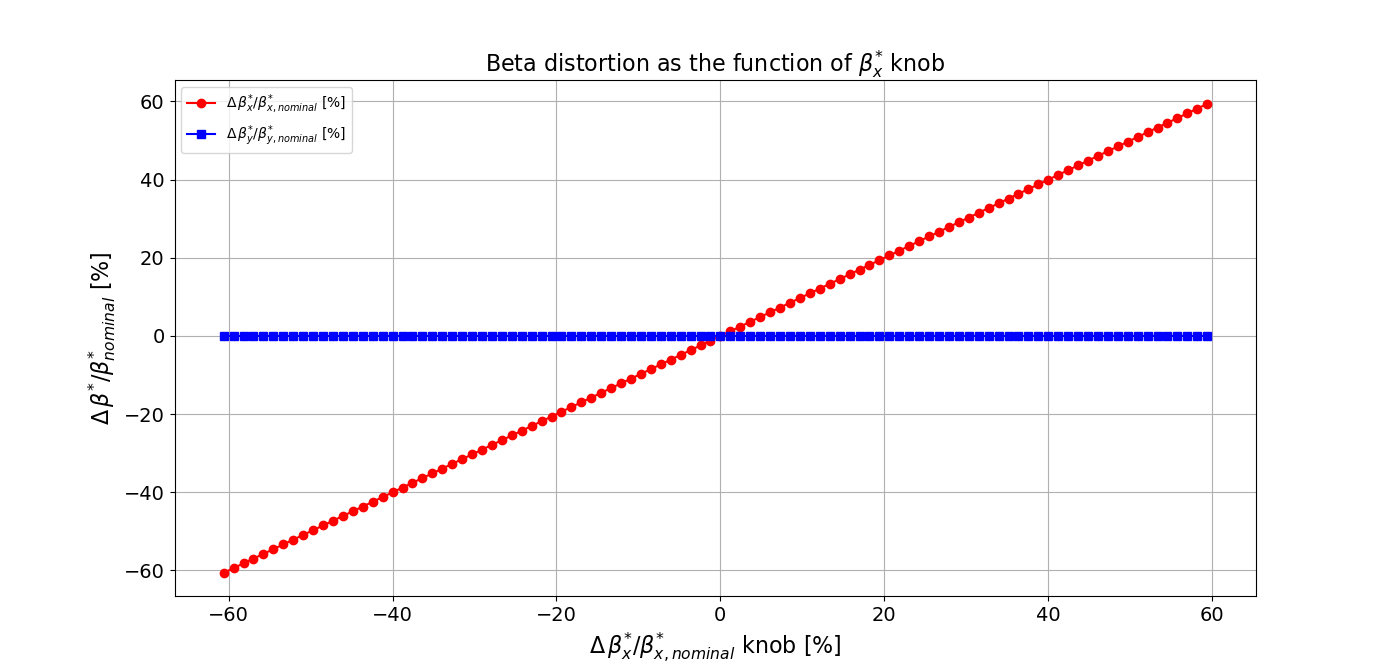 Beta distortion as the function of β*x knob
Δβ*x/β*x, nominal [%]
Δβ*y/β*y, nominal [%]
Δβ*/β*nominal [%]
60
40
20
0
−20
−40
−60
−60 −40 −20 0 20 40 60
Δβ*x/β*x, nominal knob [%]